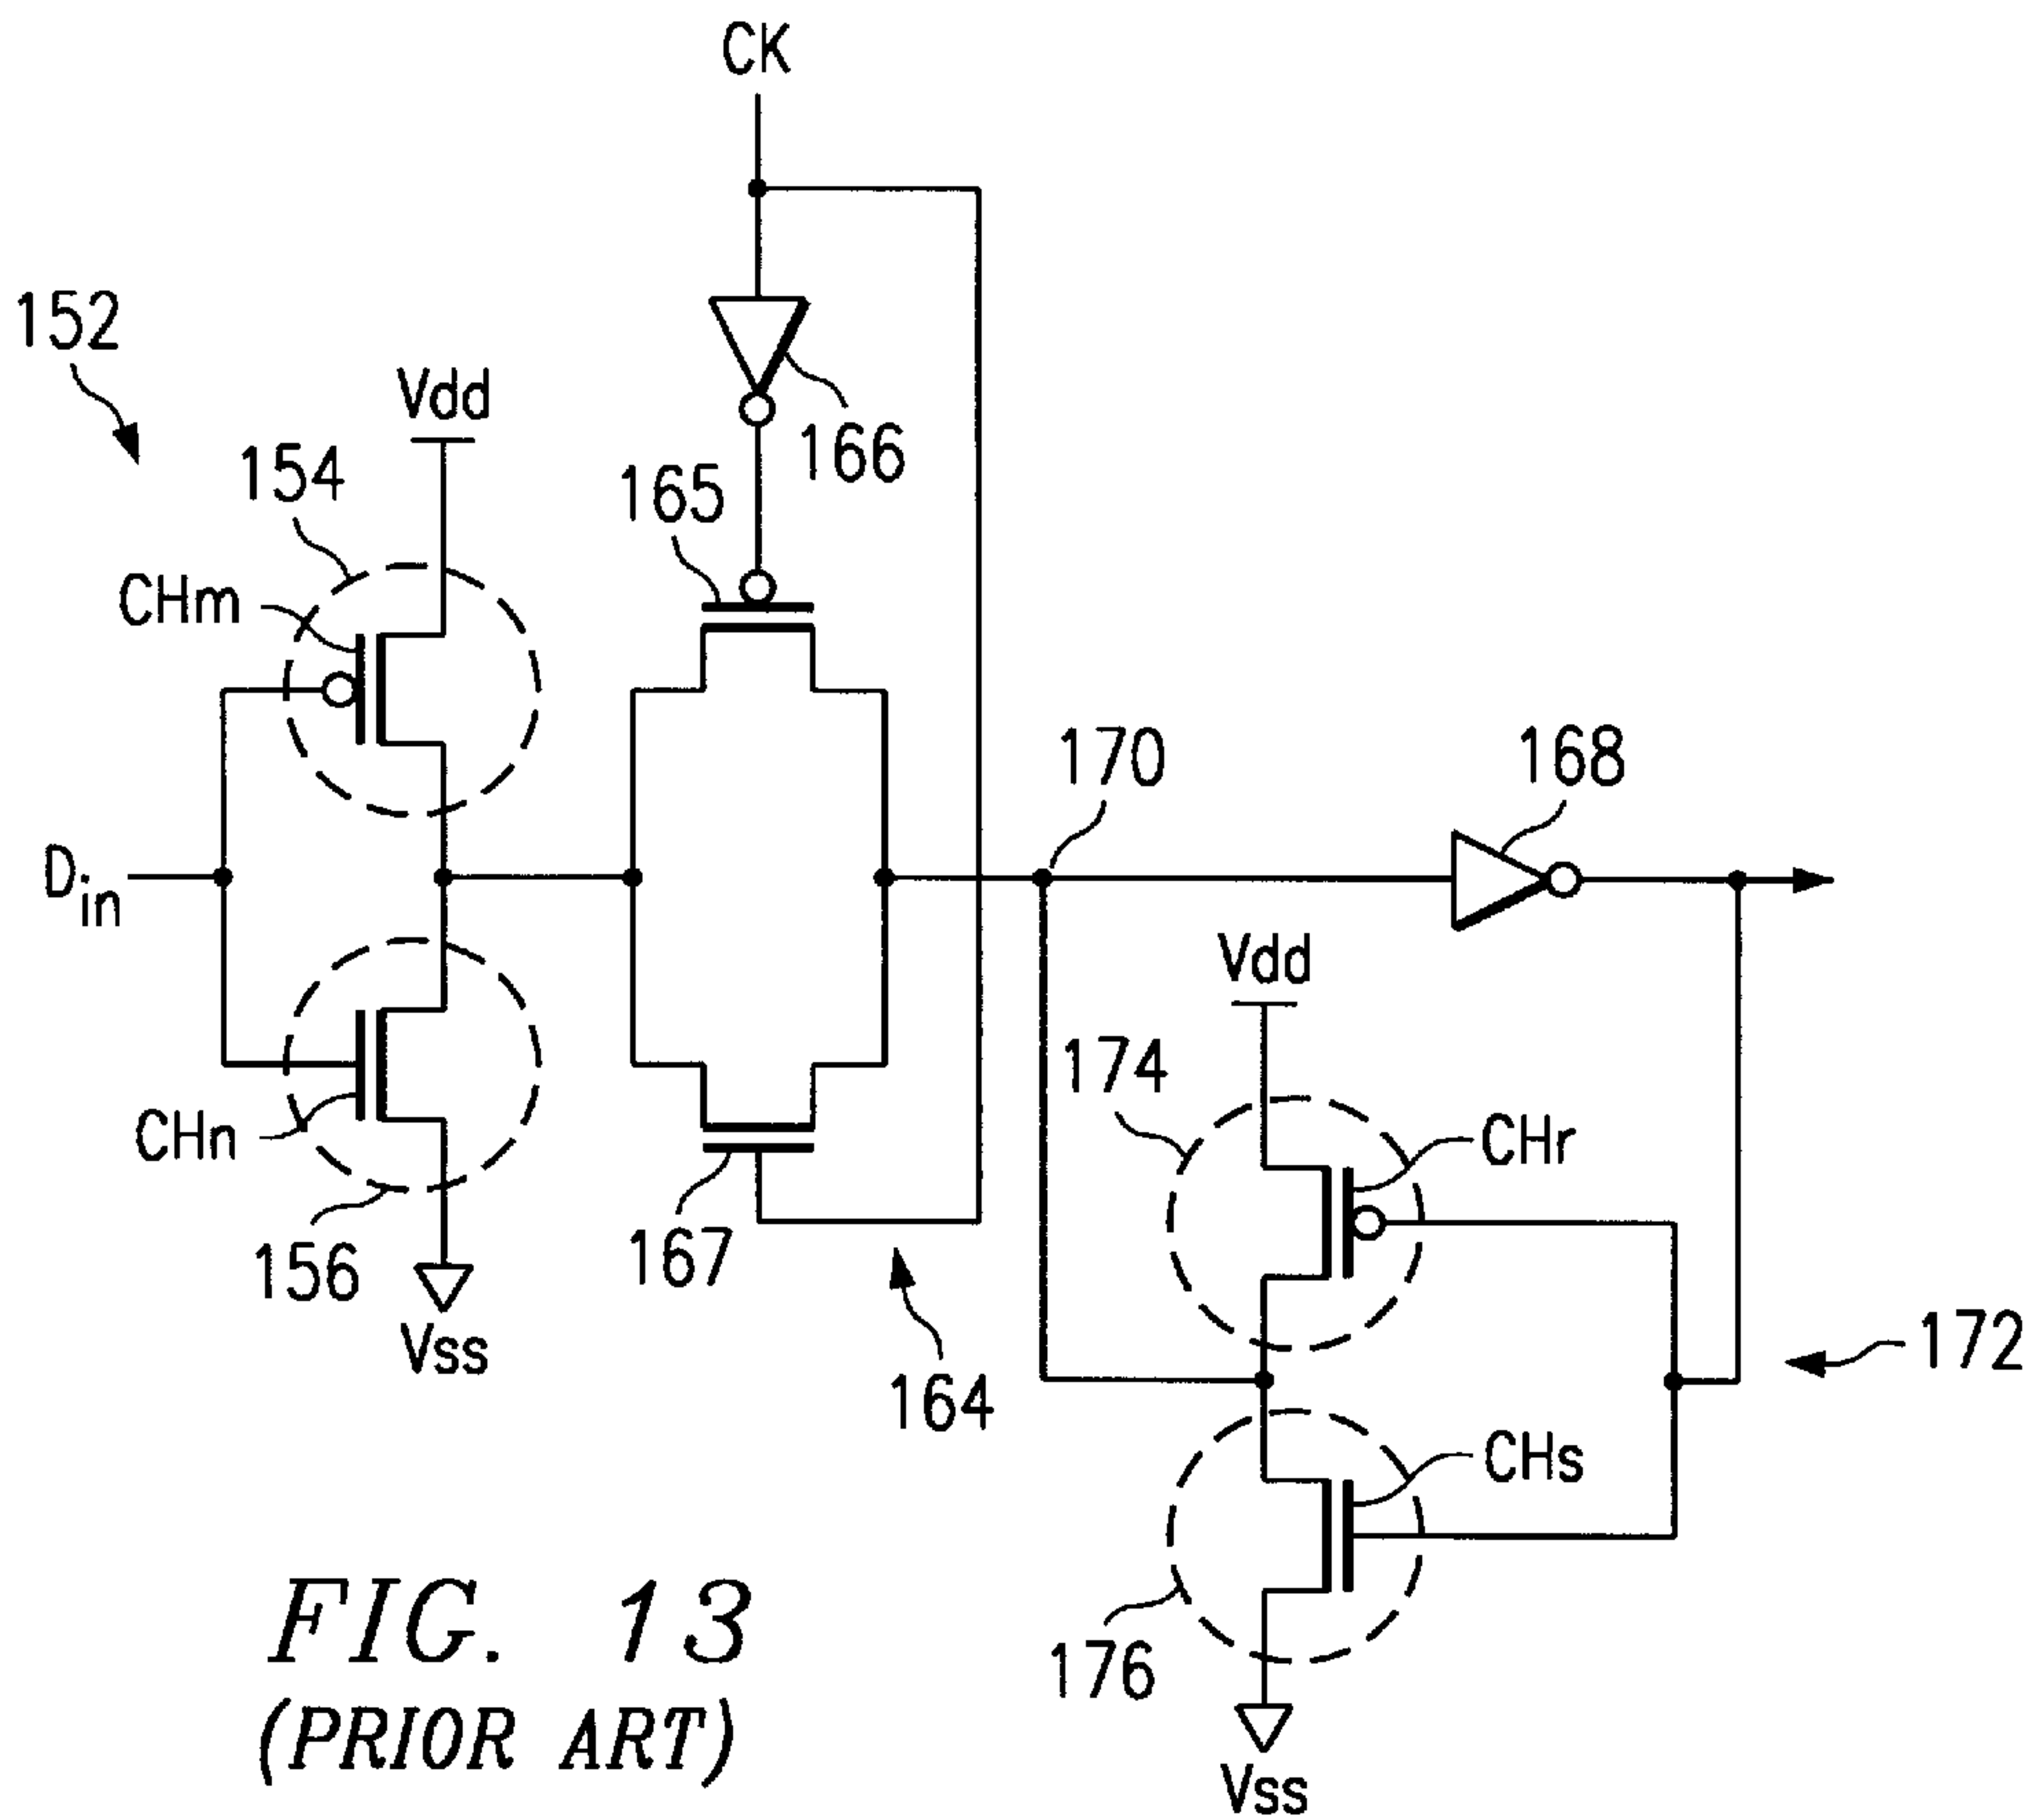 CK
152
Vdd
154
166
165
CHm
170
168
Din
Vdd
174
CHn
CHr
167
156
Vss
172
164
CHs
176
Vss
FIG. 13
(PRIOR ART)